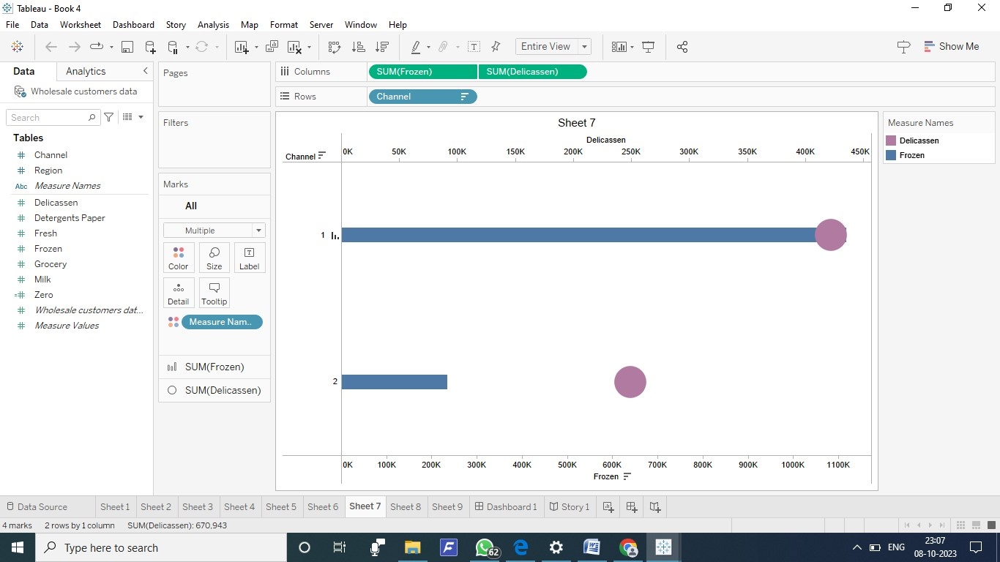 Tableau - Book 4
File Data Worksheet Dashboard Story Analysis Map Format Server Window Help
Entire View
Show Me
Data Analytics
Wholesale customers data
Search
Tables
Channel
Region
Abc Measure Names
Delicassen
Detergents Paper
Fresh
Frozen
Grocery
Milk
Zero
Wholesale customers dat...
Measure Values
Pages
Filters
Marks
All
Multiple
Color Size Label
Detail Tooltip
Measure Nam..
SUM(Frozen)
SUM(Delicassen)
Columns SUM(Frozen) SUM(Delicassen)
Rows Channel
Sheet 7
Delicassen
Channel 0K 50K 100K 150K 200K 250K 300K 350K 400K 450K
1
2
0K 100K 200K 300K 400K 500K 600K 700K 800K 900K 1000K 1100K
Frozen
Measure Names
Delicassen
Frozen
Data Source Sheet 1 Sheet 2 Sheet 3 Sheet 4 Sheet 5 Sheet 6 Sheet 7 Sheet 8 Sheet 9 Dashboard 1 Story 1
4 marks 2 rows by 1 column SUM(Delicassen): 670,943
Type here to search
62
ENG
23:07
08-10-2023